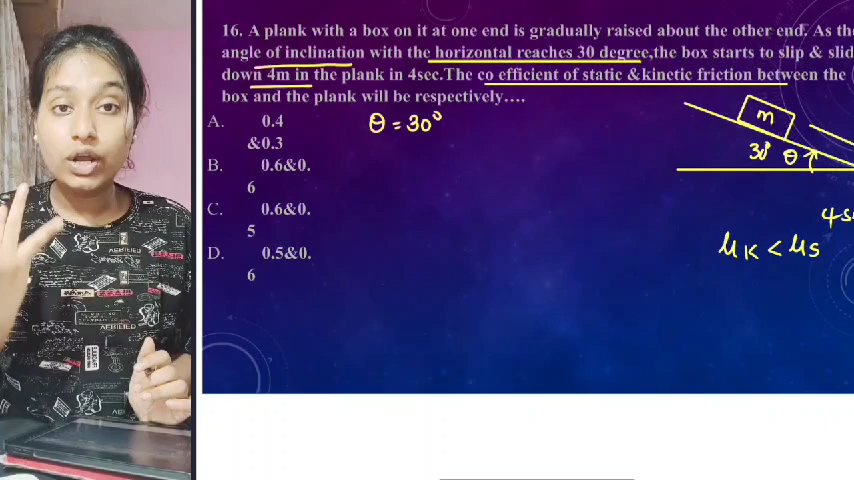 16. A plank with a box on it at one end is gradually raised about the other end. As the
angle of inclination with the horizontal reaches 30 degree,the box starts to slip & slid
down 4m in the plank in 4sec.The co efficient of static &kinetic friction between the
box and the plank will be respectively….
A. 0.4
&0.3
B. 0.6&0.
6
C. 0.6&0.
5
D. 0.5&0.
6
θ = 30°
m
30° θ
4s
μK < μs
AEBILIED
AEBILIED